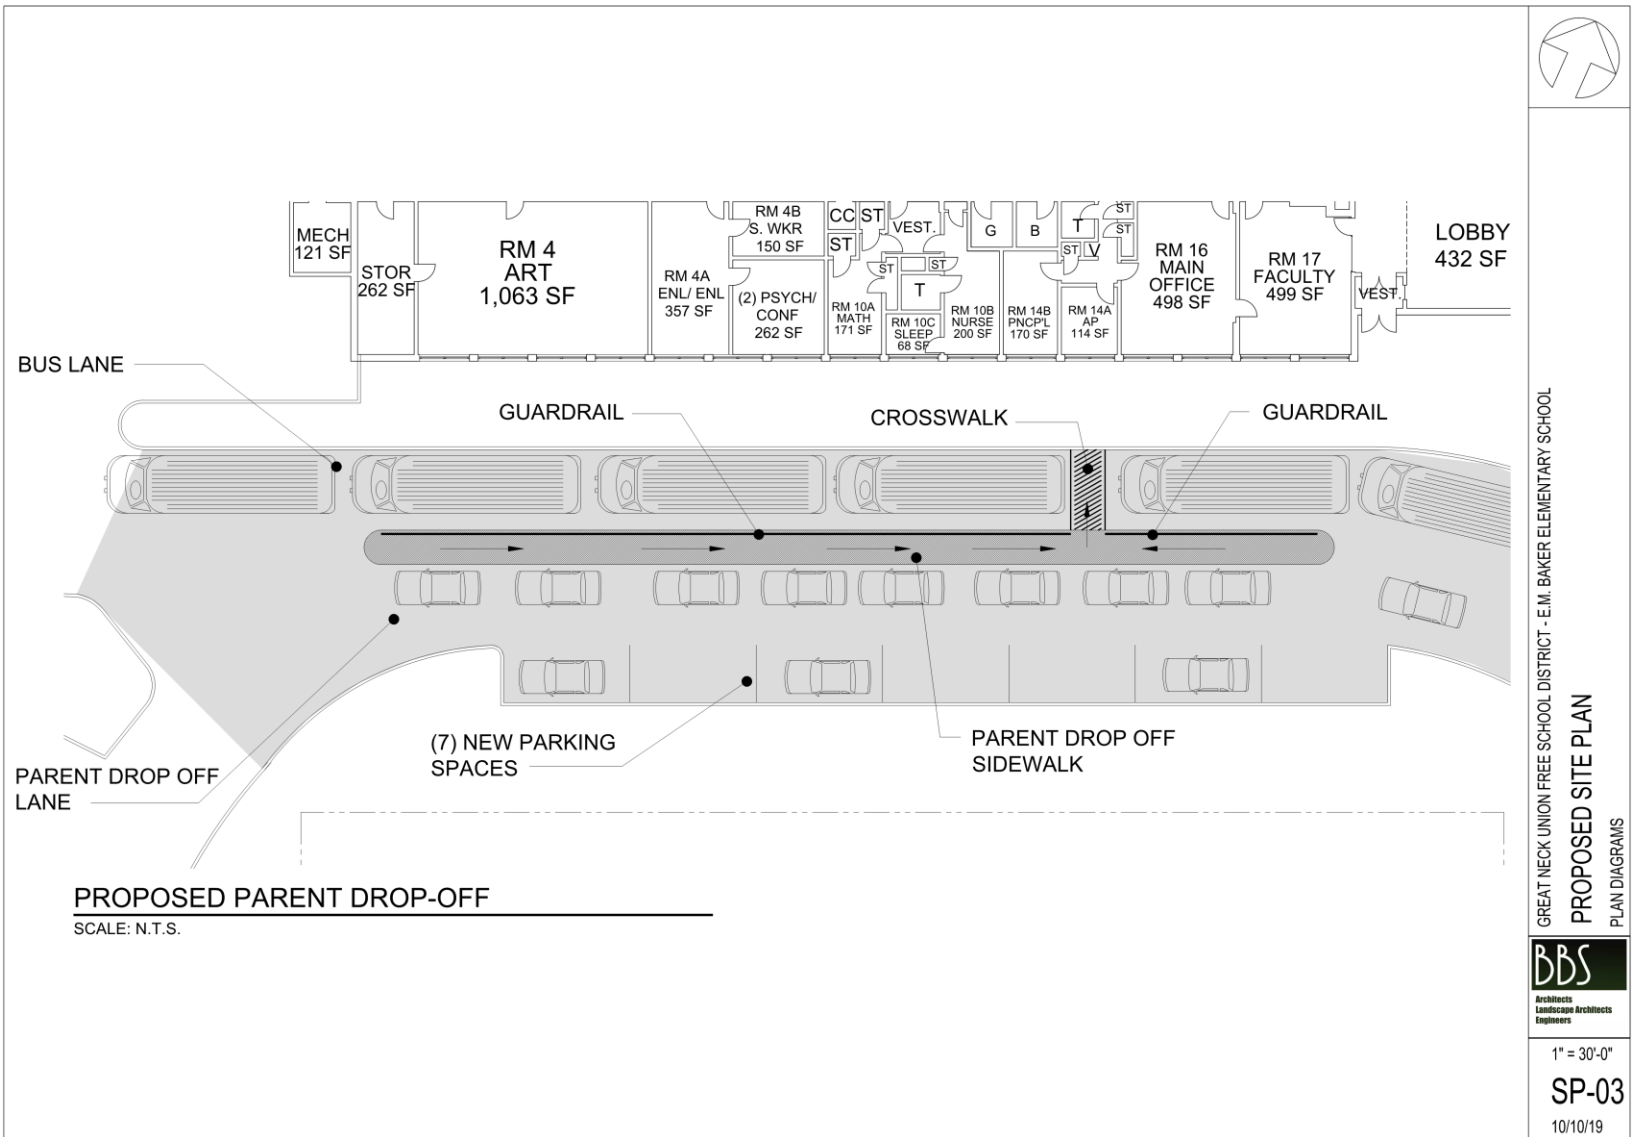 MECH
121 SF
STOR
262 SF
RM 4
ART
1,063 SF
RM 4A
ENL/ ENL
357 SF
RM 4B
S. WKR
150 SF
(2) PSYCH/
CONF
262 SF
CC
ST
ST
RM 10A
MATH
171 SF
VEST.
ST
ST
T
RM 10C
SLEEP
68 SF
RM 10B
NURSE
200 SF
G
B
RM 14B
PNCP'L
170 SF
T
ST
ST
ST
V
RM 14A
AP
114 SF
RM 16
MAIN
OFFICE
498 SF
RM 17
FACULTY
499 SF
VEST.
LOBBY
432 SF
BUS LANE
GUARDRAIL
CROSSWALK
GUARDRAIL
(7) NEW PARKING
SPACES
PARENT DROP OFF
SIDEWALK
PARENT DROP OFF
LANE
PROPOSED PARENT DROP-OFF
SCALE: N.T.S.
GREAT NECK UNION FREE SCHOOL DISTRICT - E.M. BAKER ELEMENTARY SCHOOL
PROPOSED SITE PLAN
PLAN DIAGRAMS
BBS
Architects
Landscape Architects
Engineers
1" = 30'-0"
SP-03
10/10/19